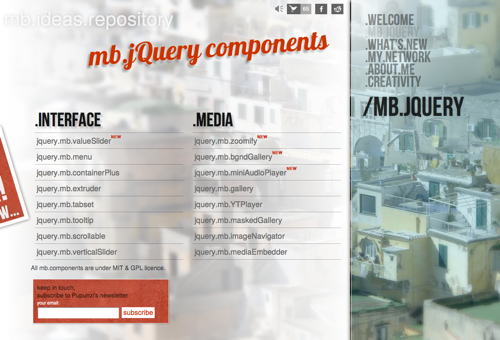 mb.ideas.repository
mb.jQuery components
.INTERFACE
jquery.mb.valueSlider NEW
jquery.mb.menu
jquery.mb.containerPlus
jquery.mb.extruder
jquery.mb.tabset
jquery.mb.tooltip
jquery.mb.scrollable
jquery.mb.verticalSlider
.MEDIA
jquery.mb.zoomify NEW
jquery.mb.bgndGallery NEW
jquery.mb.miniAudioPlayer NEW
jquery.mb.gallery
jquery.mb.YTPlayer
jquery.mb.maskedGallery
jquery.mb.imageNavigator
jquery.mb.mediaEmbedder
All mb.components are under MIT & GPL licence.
keep in touch,
subscribe to Pupunzi's newsletter
your email:
subscribe
.WELCOME
MB.JQUERY
.WHAT'S.NEW
.MY.NETWORK
.ABOUT.ME
.CREATIVITY
/MB.JQUERY